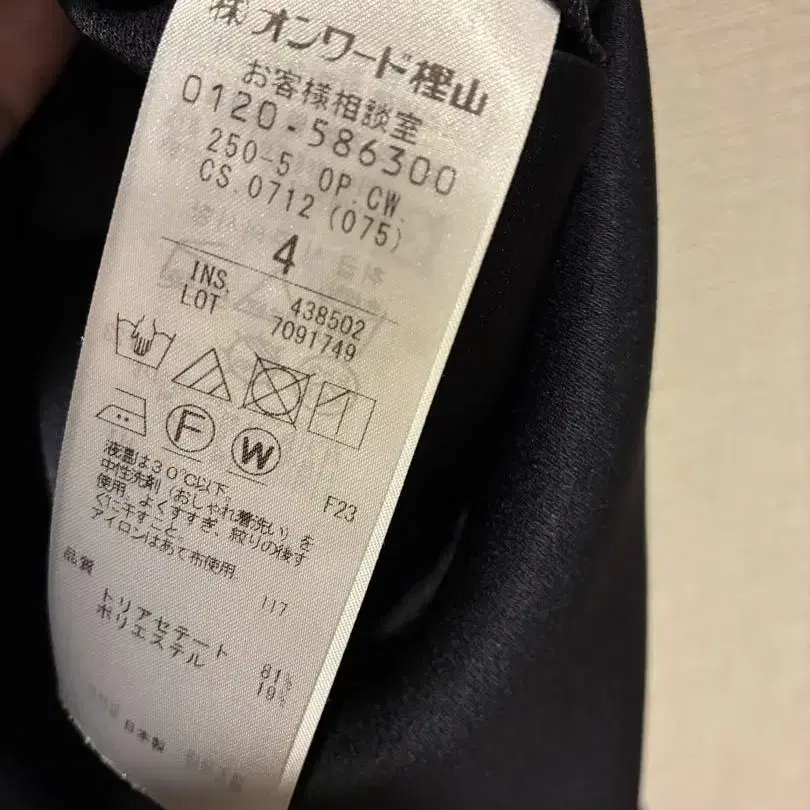 ㈱オンワード樫山
お客様相談室
0120-586300
250-5 OP.CW.
CS.0712(075)
4
INS. 438502
LOT 7091749
F
W
液温は30℃以下、
中性洗剤(おしゃれ着洗い)を
使用、よくすすぎ、絞りの後す
ぐに干すこと。
アイロンはあて布使用
F23
品質
117
トリアセテート 81%
ポリエステル 19%
日本製